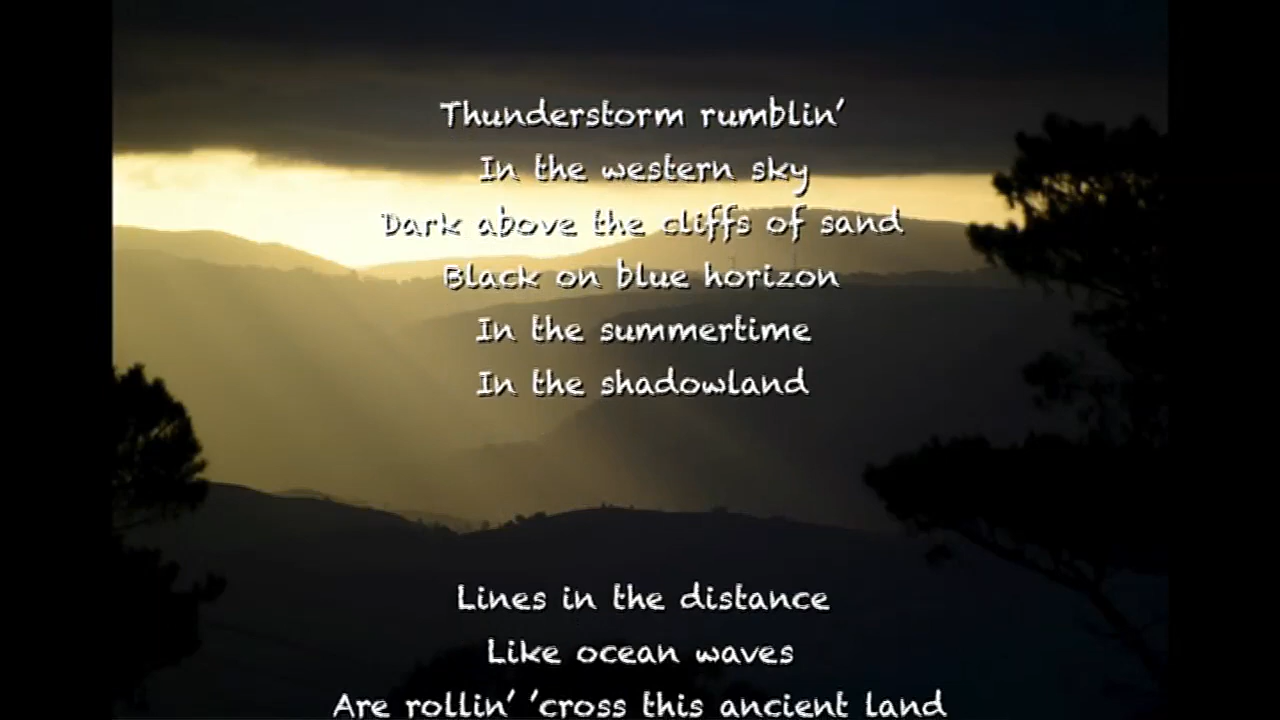 Thunderstorm rumblin'
In the western sky
Dark above the cliffs of sand
Black on blue horizon
In the summertime
In the shadowland
Lines in the distance
Like ocean waves
Are rollin' 'cross this ancient land